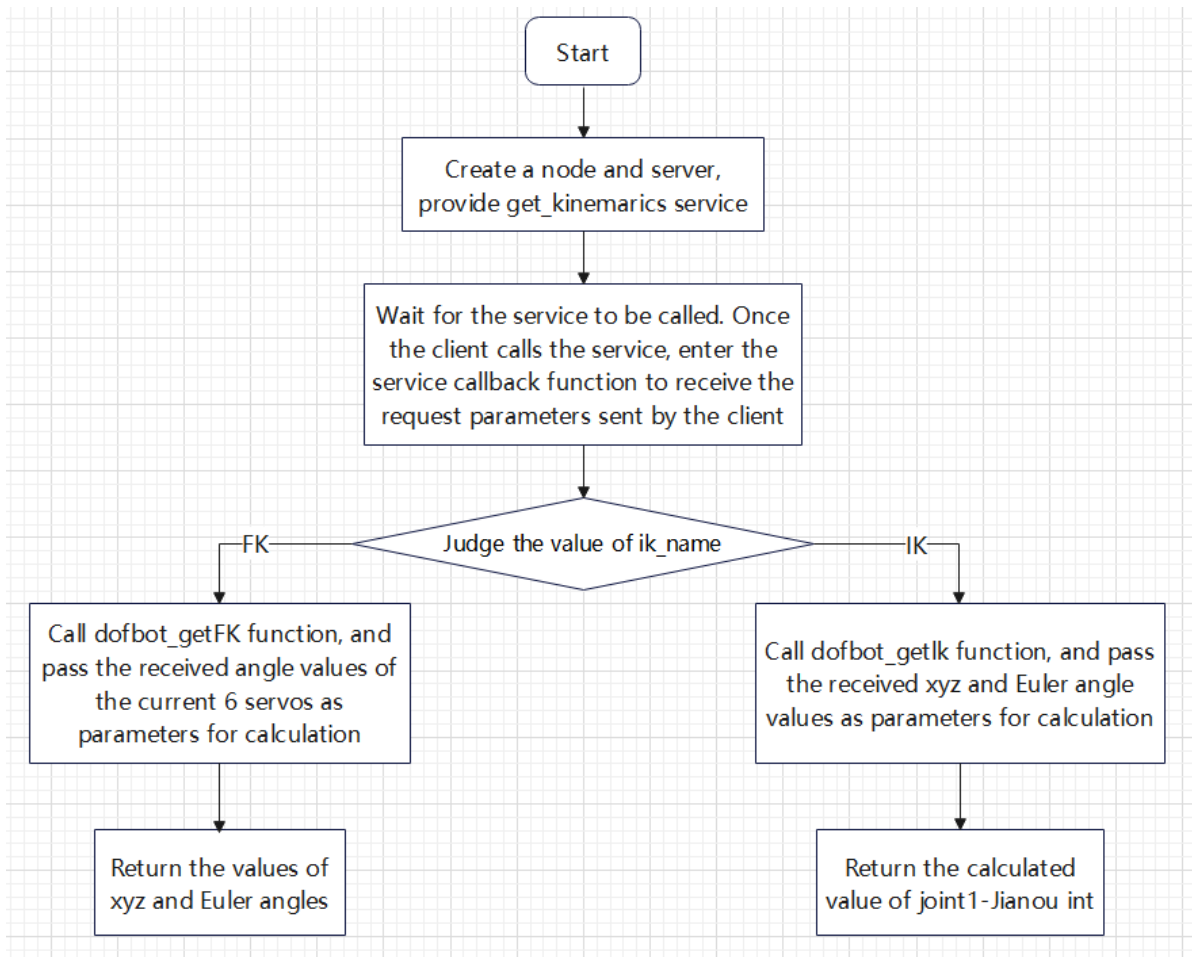 Start
Create a node and server,
provide get_kinemarics service
Wait for the service to be called. Once
the client calls the service, enter the
service callback function to receive the
request parameters sent by the client
Judge the value of ik_name
FK
IK
Call dofbot_getFK function, and
pass the received angle values of
the current 6 servos as
parameters for calculation
Call dofbot_getIk function, and pass
the received xyz and Euler angle
values as parameters for calculation
Return the values of
xyz and Euler angles
Return the calculated
value of joint1-Jianou int